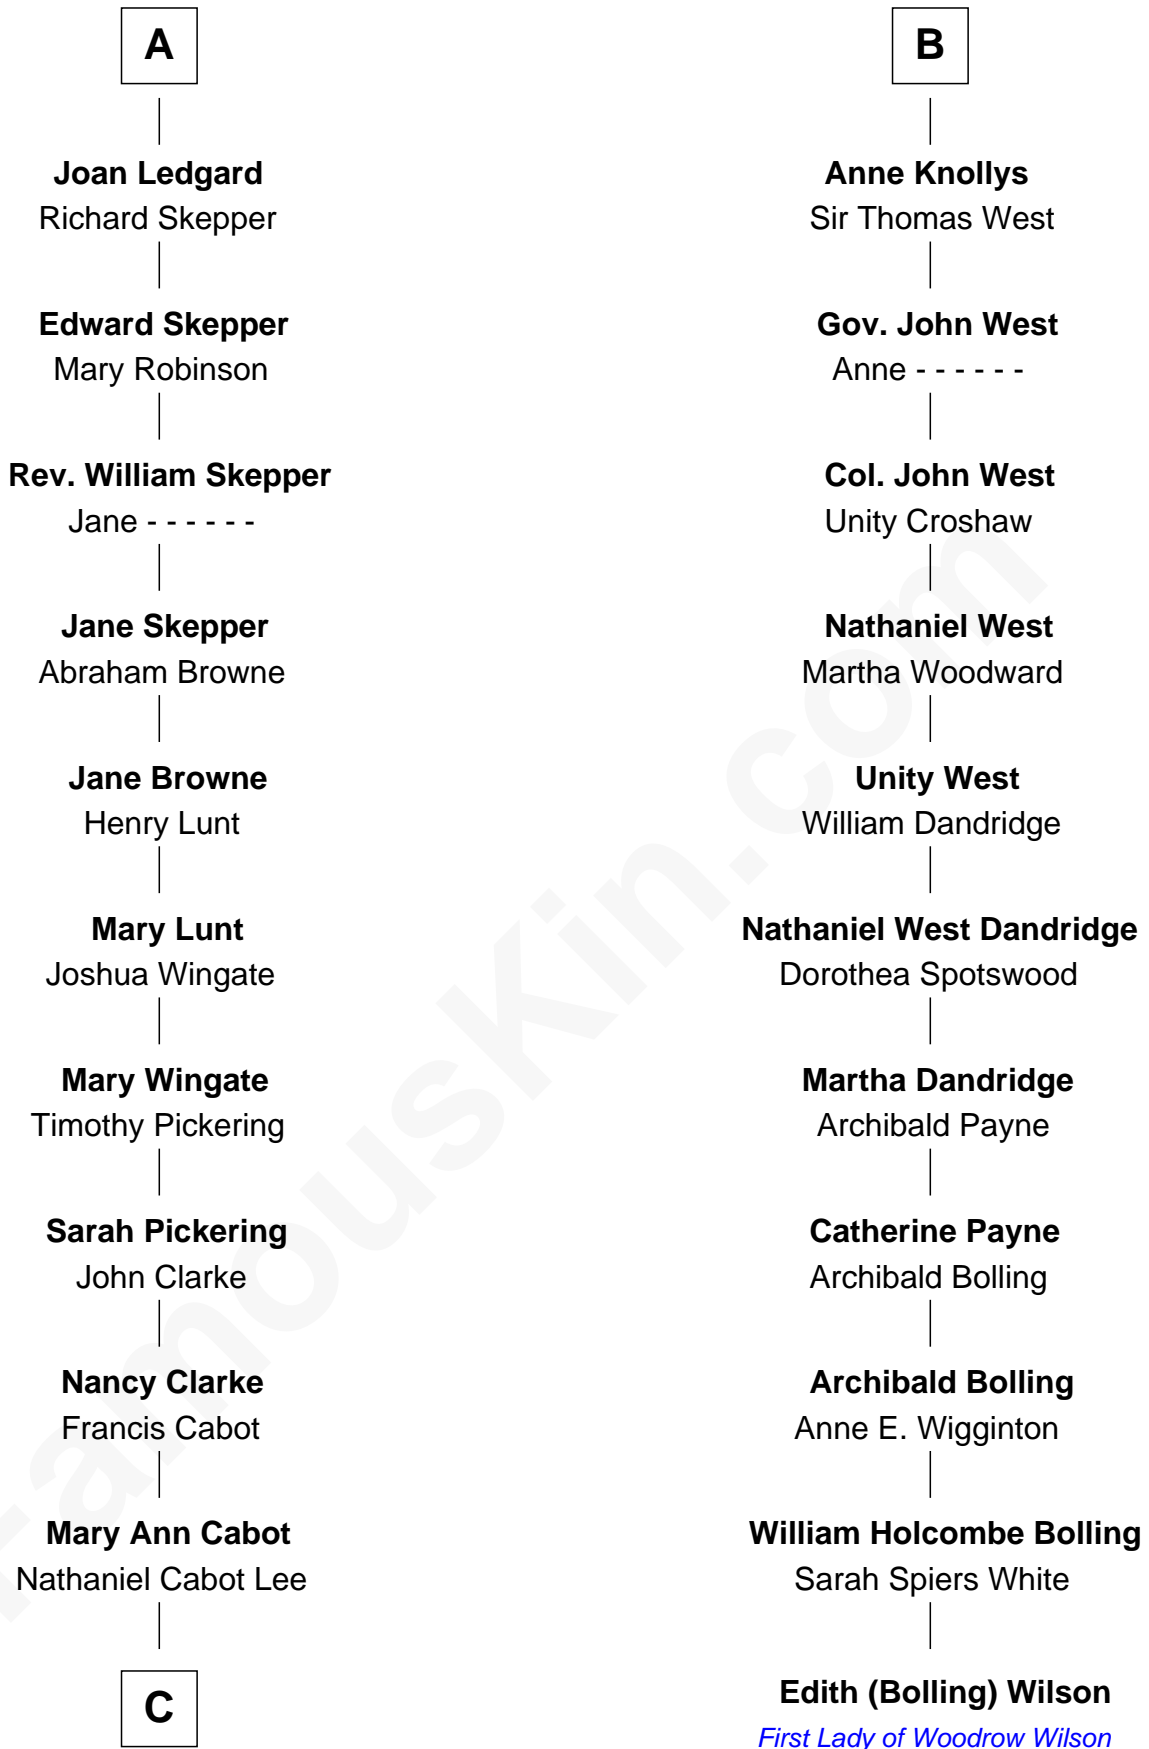 A
Joan Ledgard
Richard Skepper
Edward Skepper
Mary Robinson
Rev. William Skepper
Jane - - - - - -
Jane Skepper
Abraham Browne
Jane Browne
Henry Lunt
Mary Lunt
Joshua Wingate
Mary Wingate
Timothy Pickering
Sarah Pickering
John Clarke
Nancy Clarke
Francis Cabot
Mary Ann Cabot
Nathaniel Cabot Lee
C
B
Anne Knollys
Sir Thomas West
Gov. John West
Anne - - - - - -
Col. John West
Unity Croshaw
Nathaniel West
Martha Woodward
Unity West
William Dandridge
Nathaniel West Dandridge
Dorothea Spotswood
Martha Dandridge
Archibald Payne
Catherine Payne
Archibald Bolling
Archibald Bolling
Anne E. Wigginton
William Holcombe Bolling
Sarah Spiers White
Edith (Bolling) Wilson
First Lady of Woodrow Wilson
FamousKin.com